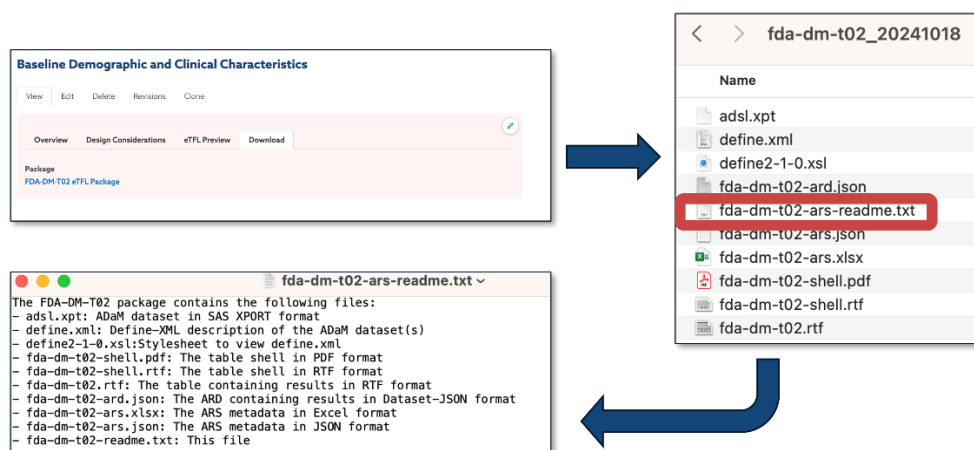 Baseline Demographic and Clinical Characteristics
View Edit Delete Revisions Clone
Overview Design Considerations eTFL Preview Download
Package
FDA-DM-T02 eTFL Package
fda-dm-t02_20241018
Name
adsl.xpt
define.xml
define2-1-0.xsl
fda-dm-t02-ard.json
fda-dm-t02-ars-readme.txt
fda-dm-t02-ars.json
fda-dm-t02-ars.xlsx
fda-dm-t02-shell.pdf
fda-dm-t02-shell.rtf
fda-dm-t02.rtf
fda-dm-t02-ars-readme.txt
The FDA-DM-T02 package contains the following files:
- adsl.xpt: ADaM dataset in SAS XPORT format
- define.xml: Define-XML description of the ADaM dataset(s)
- define2-1-0.xsl:Stylesheet to view define.xml
- fda-dm-t02-shell.pdf: The table shell in PDF format
- fda-dm-t02-shell.rtf: The table shell in RTF format
- fda-dm-t02.rtf: The table containing results in RTF format
- fda-dm-t02-ard.json: The ARD containing results in Dataset-JSON format
- fda-dm-t02-ars.xlsx: The ARS metadata in Excel format
- fda-dm-t02-ars.json: The ARS metadata in JSON format
- fda-dm-t02-readme.txt: This file